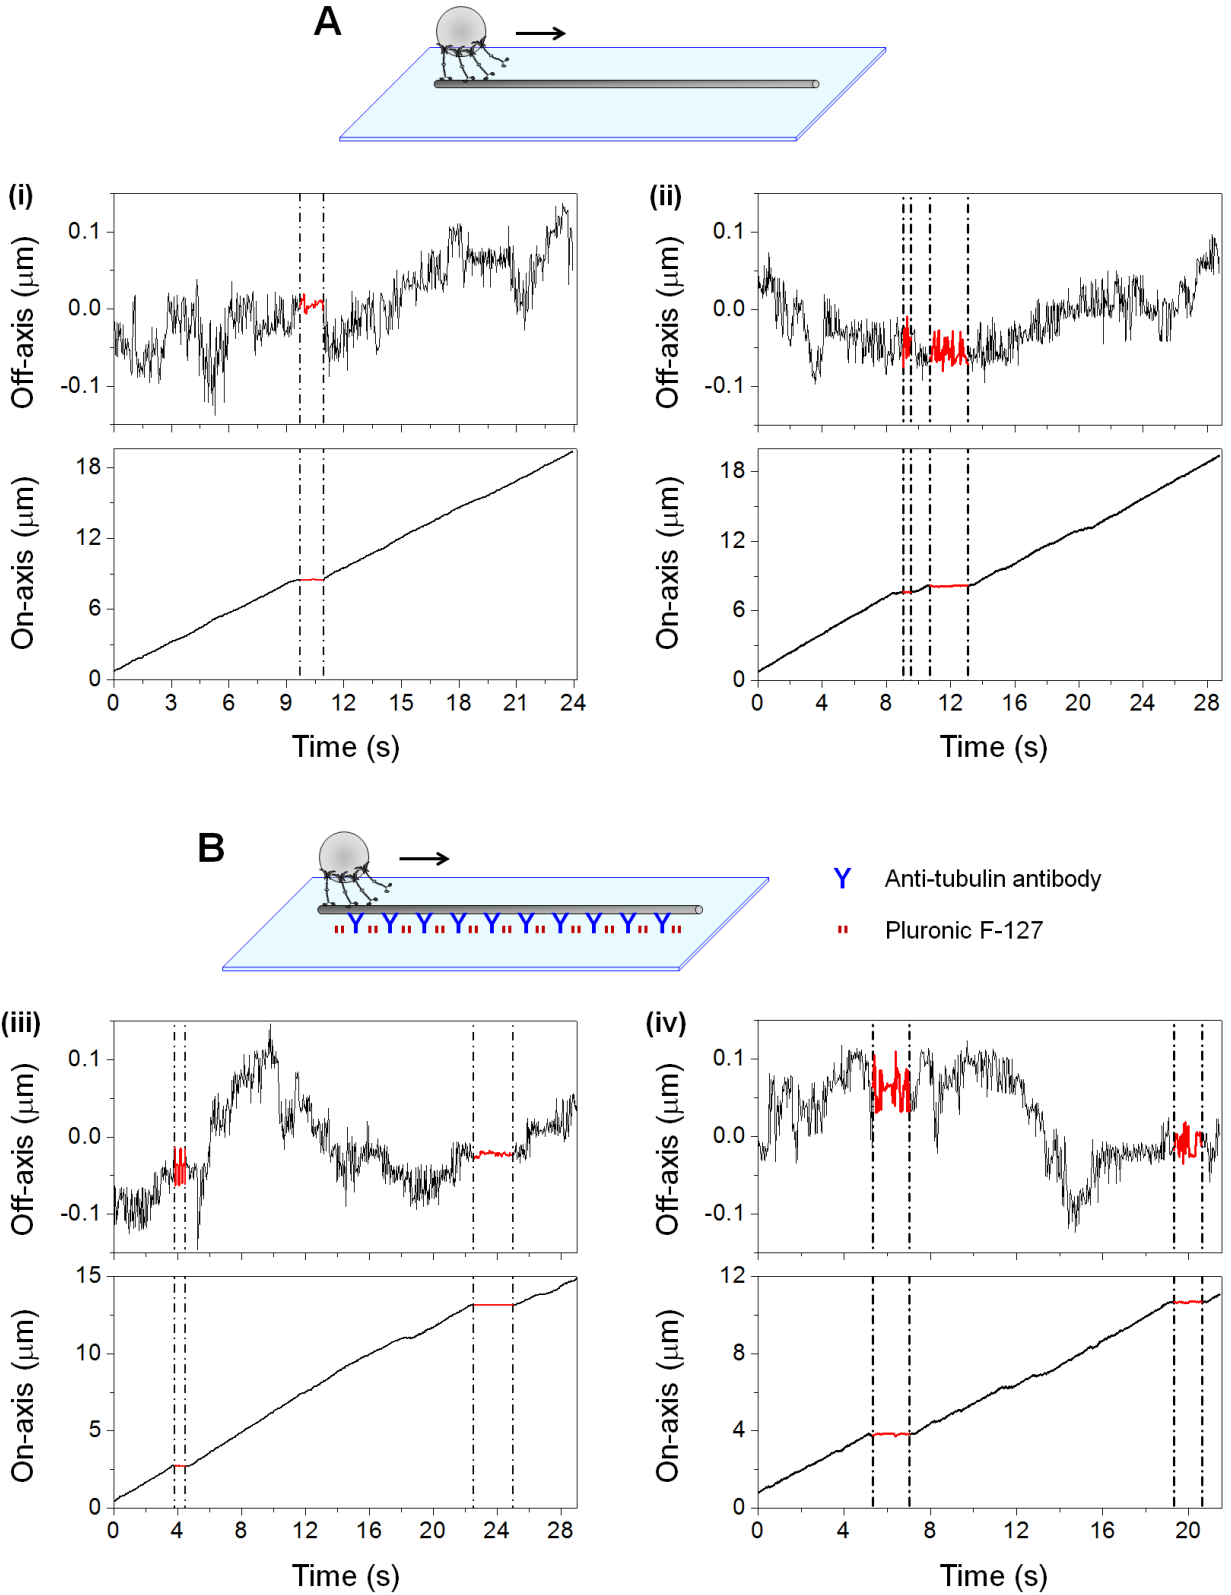 A
(i)
(ii)
Off-axis (μm)
0.1
0.0
-0.1
Off-axis (μm)
0.1
0.0
-0.1
On-axis (μm)
18
12
6
0
0 3 6 9 12 15 18 21 24
Time (s)
On-axis (μm)
18
12
6
0
0 4 8 12 16 20 24 28
Time (s)
B
Y Anti-tubulin antibody
Pluronic F-127
(iii)
(iv)
Off-axis (μm)
0.1
0.0
-0.1
Off-axis (μm)
0.1
0.0
-0.1
On-axis (μm)
15
10
5
0
0 4 8 12 16 20 24 28
Time (s)
On-axis (μm)
12
8
4
0
0 4 8 12 16 20
Time (s)